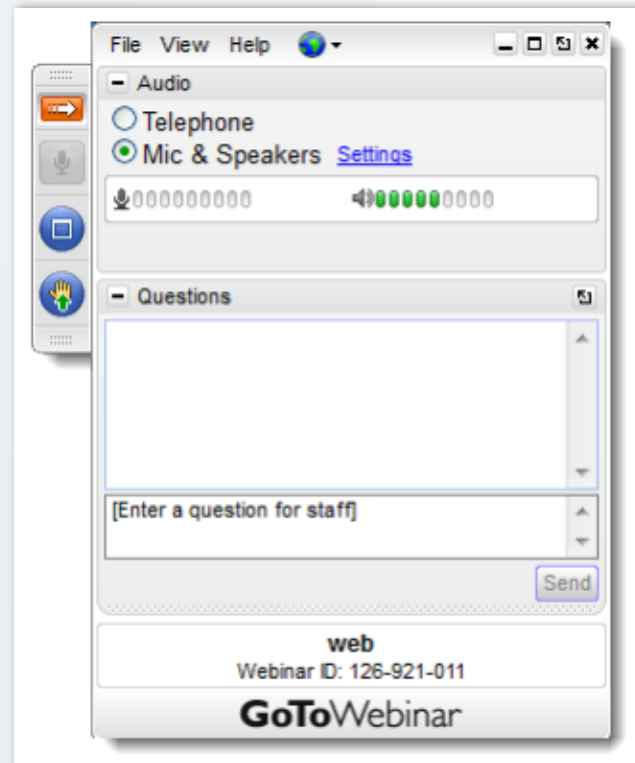 File View Help
Audio
Telephone
Mic & Speakers Settings
Questions
[Enter a question for staff]
Send
web
Webinar ID: 126-921-011
GoToWebinar